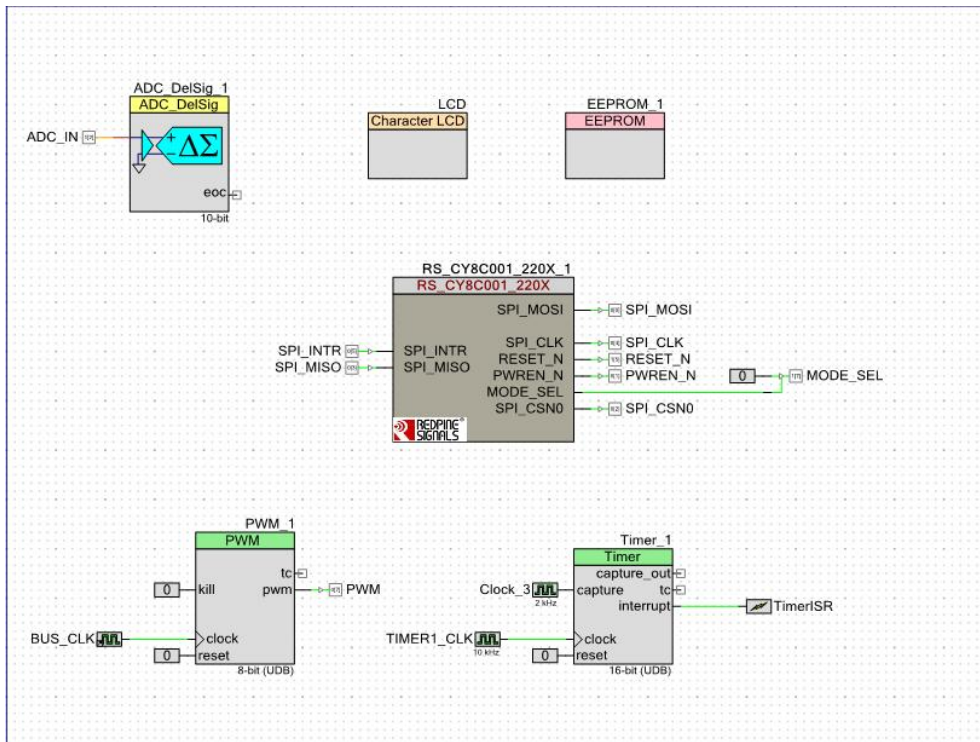 ADC_DelSig_1
ADC_DelSig
ADC_IN
ΔΣ
eoc
10-bit
LCD
Character LCD
EEPROM_1
EEPROM
RS_CY8C001_220X_1
RS_CY8C001_220X
SPI_MOSI SPI_MOSI
SPI_CLK SPI_CLK
SPI_INTR SPI_INTR RESET_N RESET_N
SPI_MISO SPI_MISO PWREN_N PWREN_N 0 MODE_SEL
MODE_SEL
SPI_CSN0 SPI_CSN0
REDPINE
SIGNALS
PWM_1
PWM
tc
0 kill pwm PWM
BUS_CLK clock
0 reset
8-bit (UDB)
Timer_1
Timer
capture_out
Clock_3 capture tc
2 kHz
interrupt TimerISR
TIMER1_CLK clock
10 kHz
0 reset
16-bit (UDB)